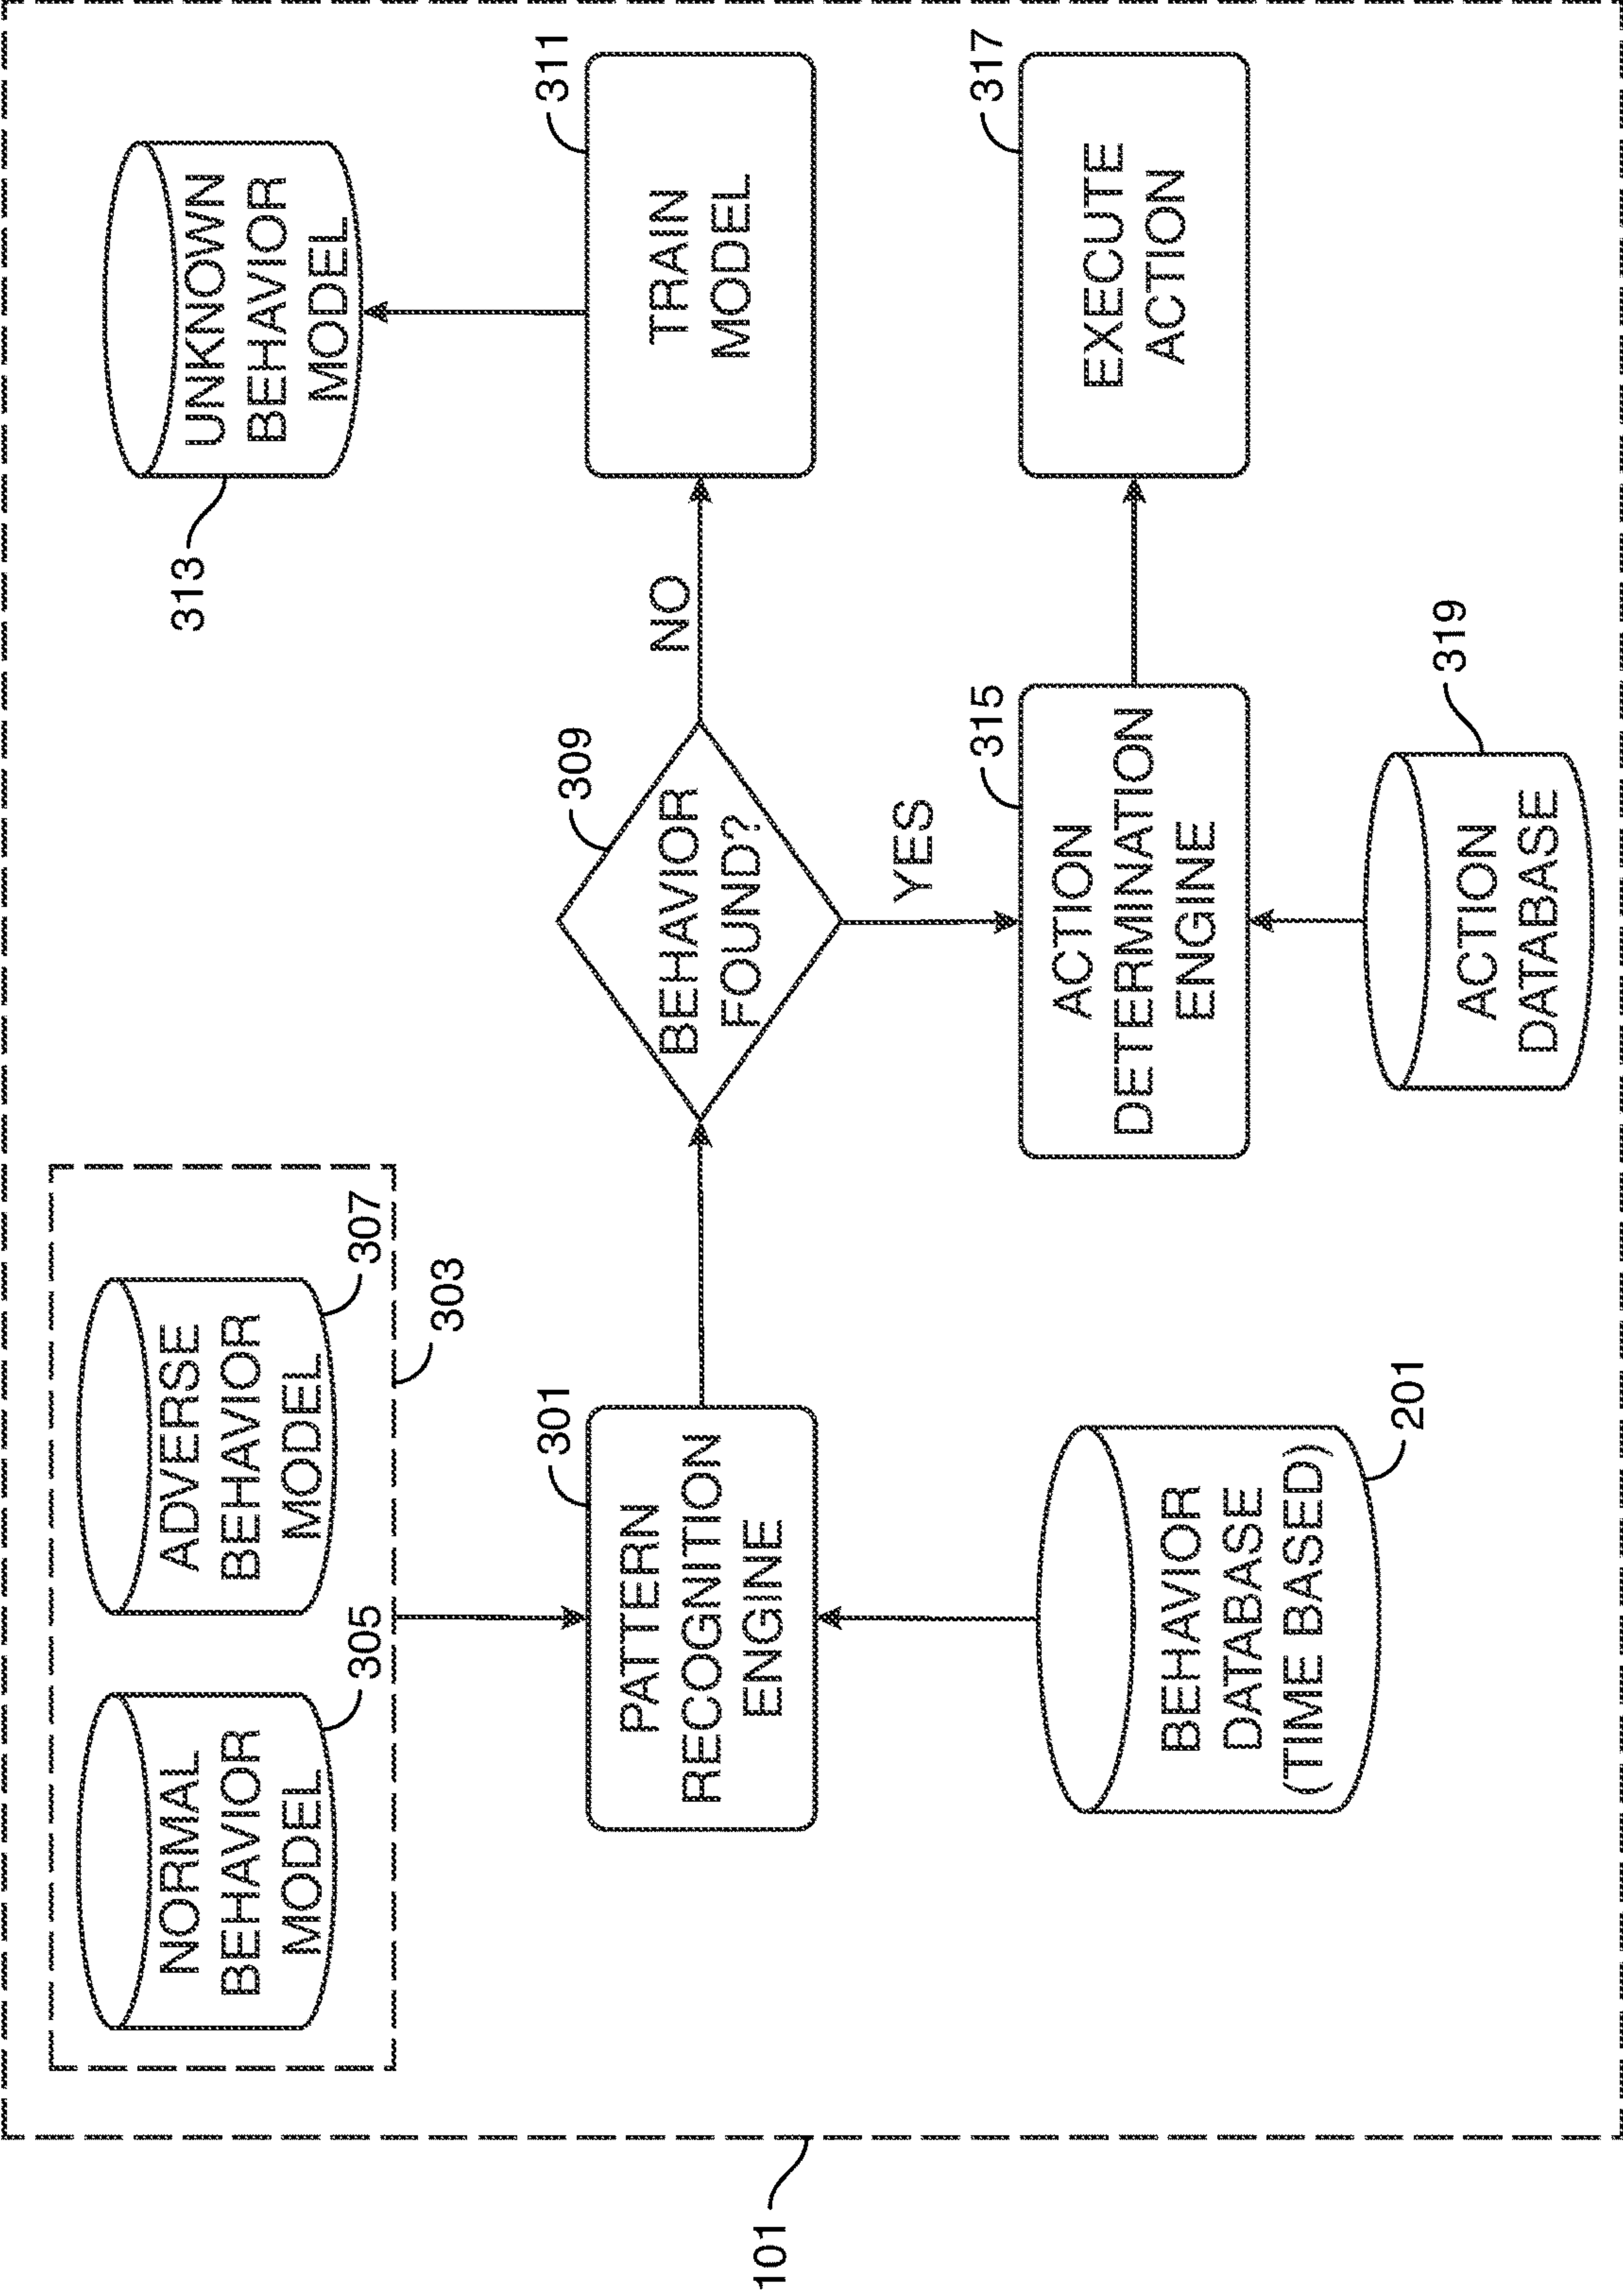 101
NORMAL
BEHAVIOR
MODEL
305
ADVERSE
BEHAVIOR
MODEL
307
303
301
PATTERN
RECOGNITION
ENGINE
BEHAVIOR
DATABASE
(TIME BASED)
201
309
BEHAVIOR
FOUND?
NO
YES
311
TRAIN
MODEL
313
UNKNOWN
BEHAVIOR
MODEL
315
ACTION
DETERMINATION
ENGINE
317
EXECUTE
ACTION
319
ACTION
DATABASE